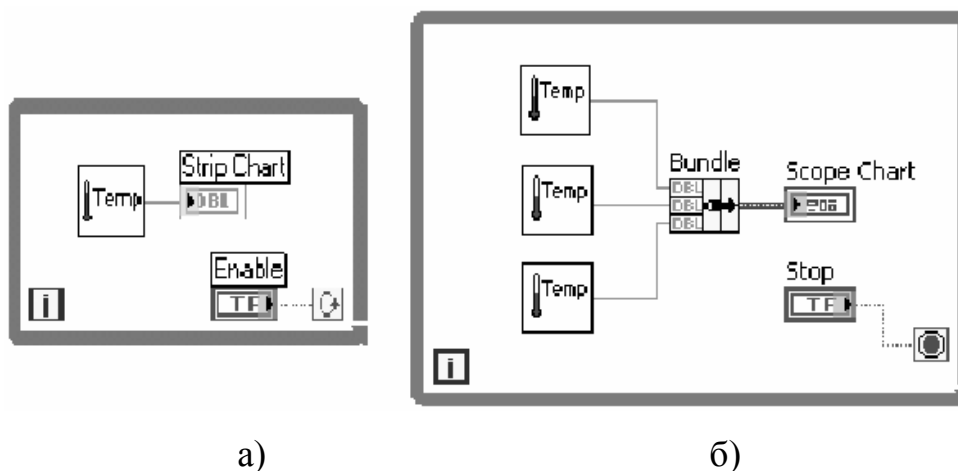 Temp
Strip Chart
DBL
Enable
TF
i
а)
Temp
Temp
Temp
Bundle
DBL
DBL
DBL
Scope Chart
Stop
TF
i
б)